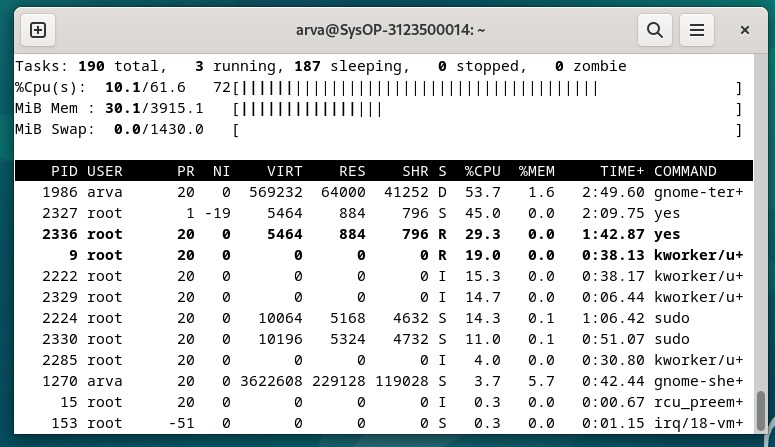 arva@SysOP-3123500014: ~
Tasks: 190 total,   3 running, 187 sleeping,   0 stopped,   0 zombie
%Cpu(s):  10.1/61.6   72[||||||||||||||||||||||||||||||||||||||||||||||||||                    ]
MiB Mem : 30.1/3915.1   [||||||||||||||||||                                                    ]
MiB Swap:  0.0/1430.0   [                                                                      ]
PID USER      PR  NI    VIRT    RES    SHR S  %CPU  %MEM     TIME+ COMMAND
1986 arva      20   0  569232  64000  41252 D  53.7   1.6   2:49.60 gnome-ter+
2327 root       1 -19    5464    884    796 S  45.0   0.0   2:09.75 yes
2336 root      20   0    5464    884    796 R  29.3   0.0   1:42.87 yes
9 root      20   0       0      0      0 R  19.0   0.0   0:38.13 kworker/u+
2222 root      20   0       0      0      0 I  15.3   0.0   0:38.17 kworker/u+
2329 root      20   0       0      0      0 I  14.7   0.0   0:06.44 kworker/u+
2224 root      20   0   10064   5168   4632 S  14.3   0.1   1:06.42 sudo
2330 root      20   0   10196   5324   4732 S  11.0   0.1   0:51.07 sudo
2285 root      20   0       0      0      0 I   4.0   0.0   0:30.80 kworker/u+
1270 arva      20   0 3622608 229128 119028 S   3.7   5.7   0:42.44 gnome-she+
15 root      20   0       0      0      0 I   0.3   0.0   0:00.67 rcu_preem+
153 root     -51   0       0      0      0 S   0.3   0.0   0:01.15 irq/18-vm+